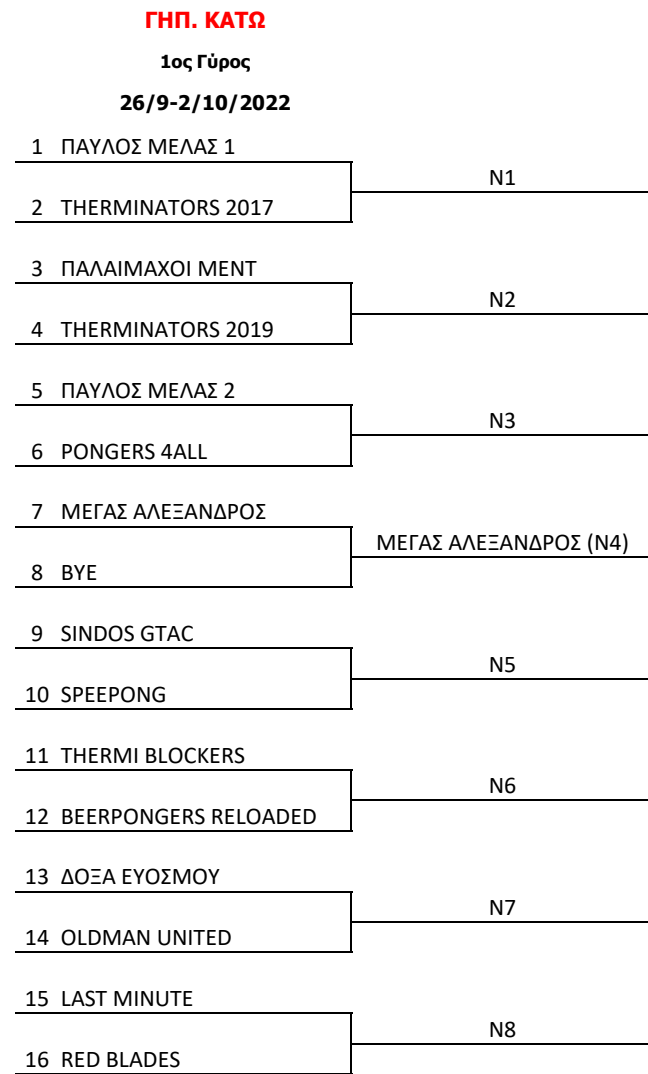 ΓΗΠ. ΚΑΤΩ
1ος Γύρος
26/9-2/10/2022
1 ΠΑΥΛΟΣ ΜΕΛΑΣ 1
N1
2 THERMINATORS 2017
3 ΠΑΛΑΙΜΑΧΟΙ ΜΕΝΤ
N2
4 THERMINATORS 2019
5 ΠΑΥΛΟΣ ΜΕΛΑΣ 2
N3
6 PONGERS 4ALL
7 ΜΕΓΑΣ ΑΛΕΞΑΝΔΡΟΣ
ΜΕΓΑΣ ΑΛΕΞΑΝΔΡΟΣ (N4)
8 BYE
9 SINDOS GTAC
N5
10 SPEEPONG
11 THERMI BLOCKERS
N6
12 BEERPONGERS RELOADED
13 ΔΟΞΑ ΕΥΟΣΜΟΥ
N7
14 OLDMAN UNITED
15 LAST MINUTE
N8
16 RED BLADES